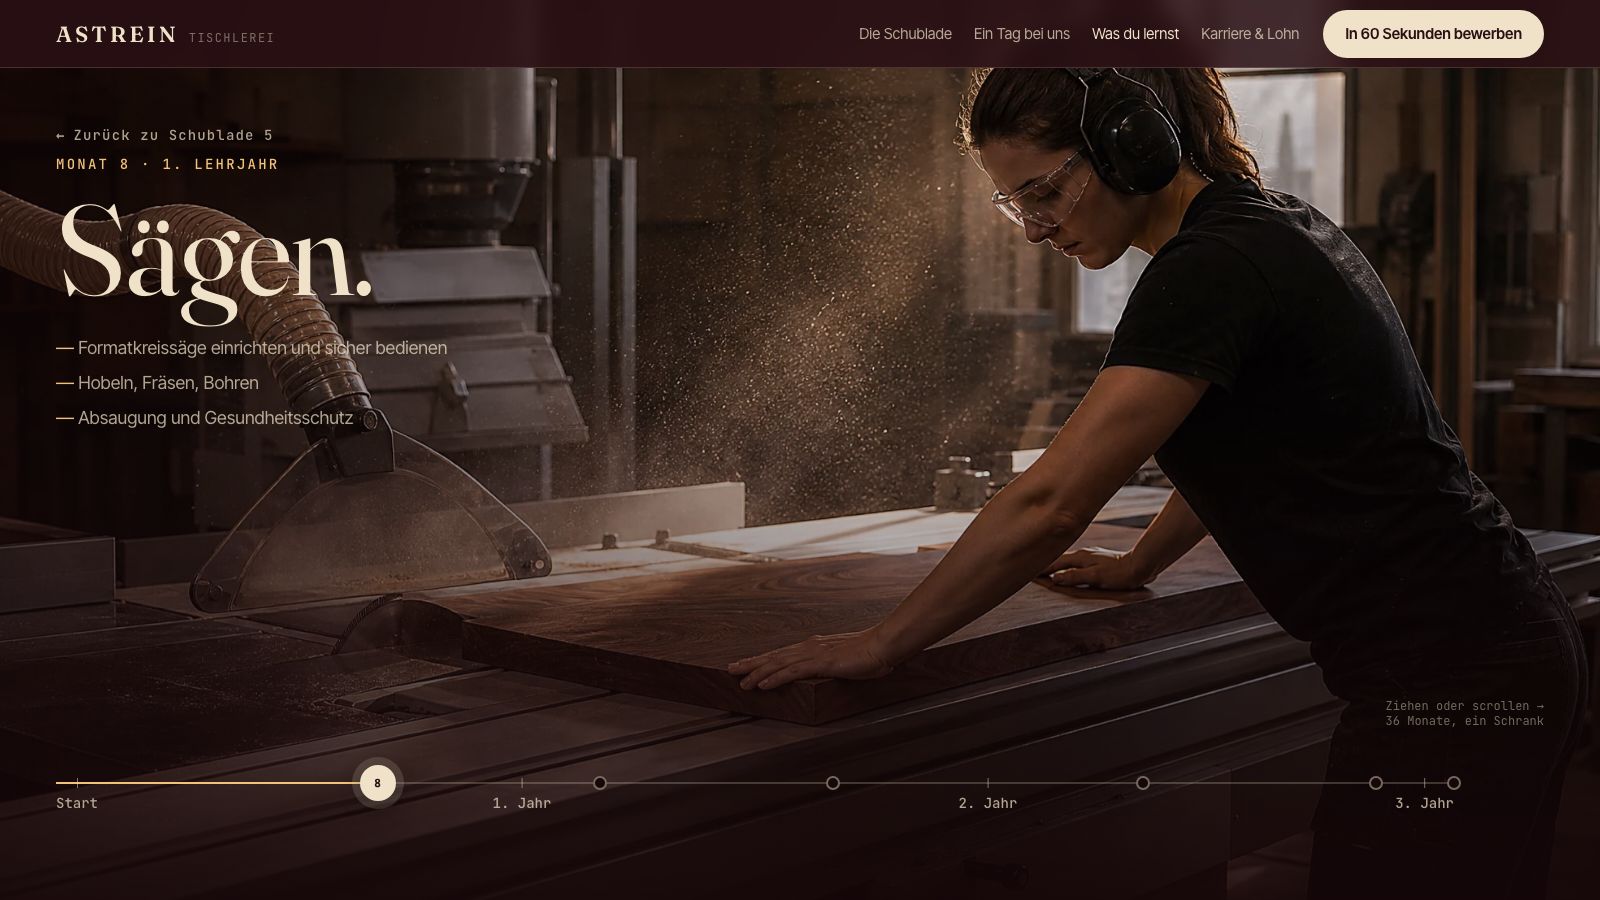 ASTREIN TISCHLEREI
Die Schublade
Ein Tag bei uns
Was du lernst
Karriere & Lohn
In 60 Sekunden bewerben
← Zurück zu Schublade 5
MONAT 8 · 1. LEHRJAHR
Sägen.
— Formatkreissäge einrichten und sicher bedienen
— Hobeln, Fräsen, Bohren
— Absaugung und Gesundheitsschutz
Ziehen oder scrollen →
36 Monate, ein Schrank
8
Start
1. Jahr
2. Jahr
3. Jahr